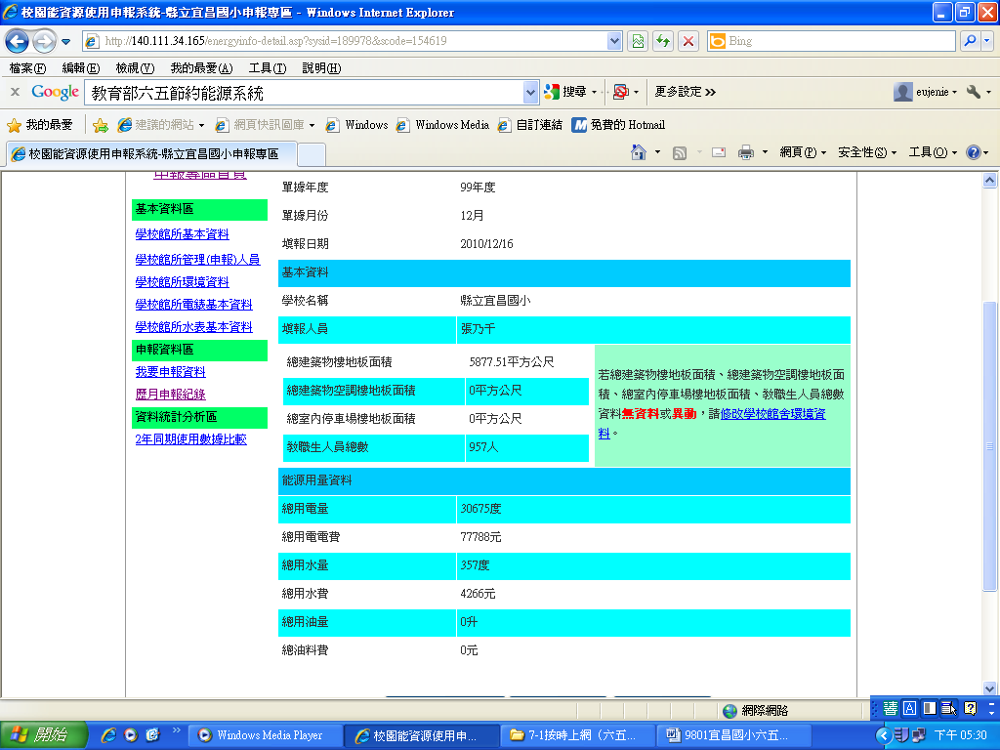 校園能資源使用申報系統-縣立宜昌國小申報專區 - Windows Internet Explorer
http://140.111.34.165/energyinfo-detail.asp?sysid=189978&scode=154619
Bing
檔案(F) 編輯(E) 檢視(V) 我的最愛(A) 工具(T) 說明(H)
x Google 教育部六五節約能源系統 搜尋 更多設定 >> eujenie
我的最愛 建議的網站 網頁快訊圖庫 Windows Windows Media 自訂連結 免費的 Hotmail
校園能資源使用申報系統-縣立宜昌國小申報專區
網頁(P) 安全性(S) 工具(O)
申報專區首頁
基本資料區
學校館所基本資料
學校館所管理(申報)人員
學校館所環境資料
學校館所電錶基本資料
學校館所水表基本資料
申報資料區
我要申報資料
歷月申報紀錄
資料統計分析區
2年同期使用數據比較
單據年度 99年度
單據月份 12月
填報日期 2010/12/16
基本資料
學校名稱 縣立宜昌國小
填報人員 張乃千
總建築物樓地板面積 5877.51平方公尺
總建築物空調樓地板面積 0平方公尺
總室內停車場樓地板面積 0平方公尺
教職生人員總數 957人
若總建築物樓地板面積、總建築物空調樓地板面
積、總室內停車場樓地板面積、教職生人員總數
資料無資料或異動，請修改學校館舍環境資
料。
能源用量資料
總用電量 30675度
總用電電費 77788元
總用水量 357度
總用水費 4266元
總用油量 0升
總油料費 0元
網際網路
開始 Windows Media Player 校園能資源使用申... 7-1按時上網（六五... 9801宜昌國小六五... 下午 05:30